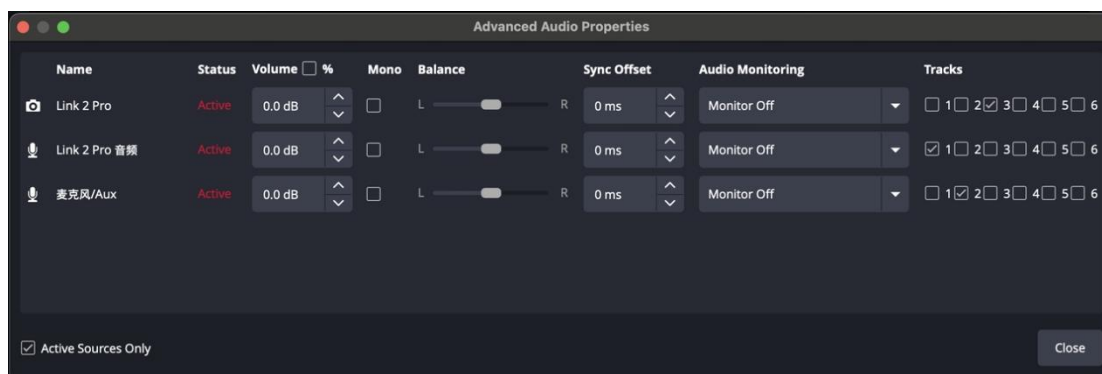 Advanced Audio Properties
Name Status Volume % Mono Balance Sync Offset Audio Monitoring Tracks
Link 2 Pro Active 0.0 dB L R 0 ms Monitor Off 1 2 3 4 5 6
Link 2 Pro 音频 Active 0.0 dB L R 0 ms Monitor Off 1 2 3 4 5 6
麦克风/Aux Active 0.0 dB L R 0 ms Monitor Off 1 2 3 4 5 6
Active Sources Only Close